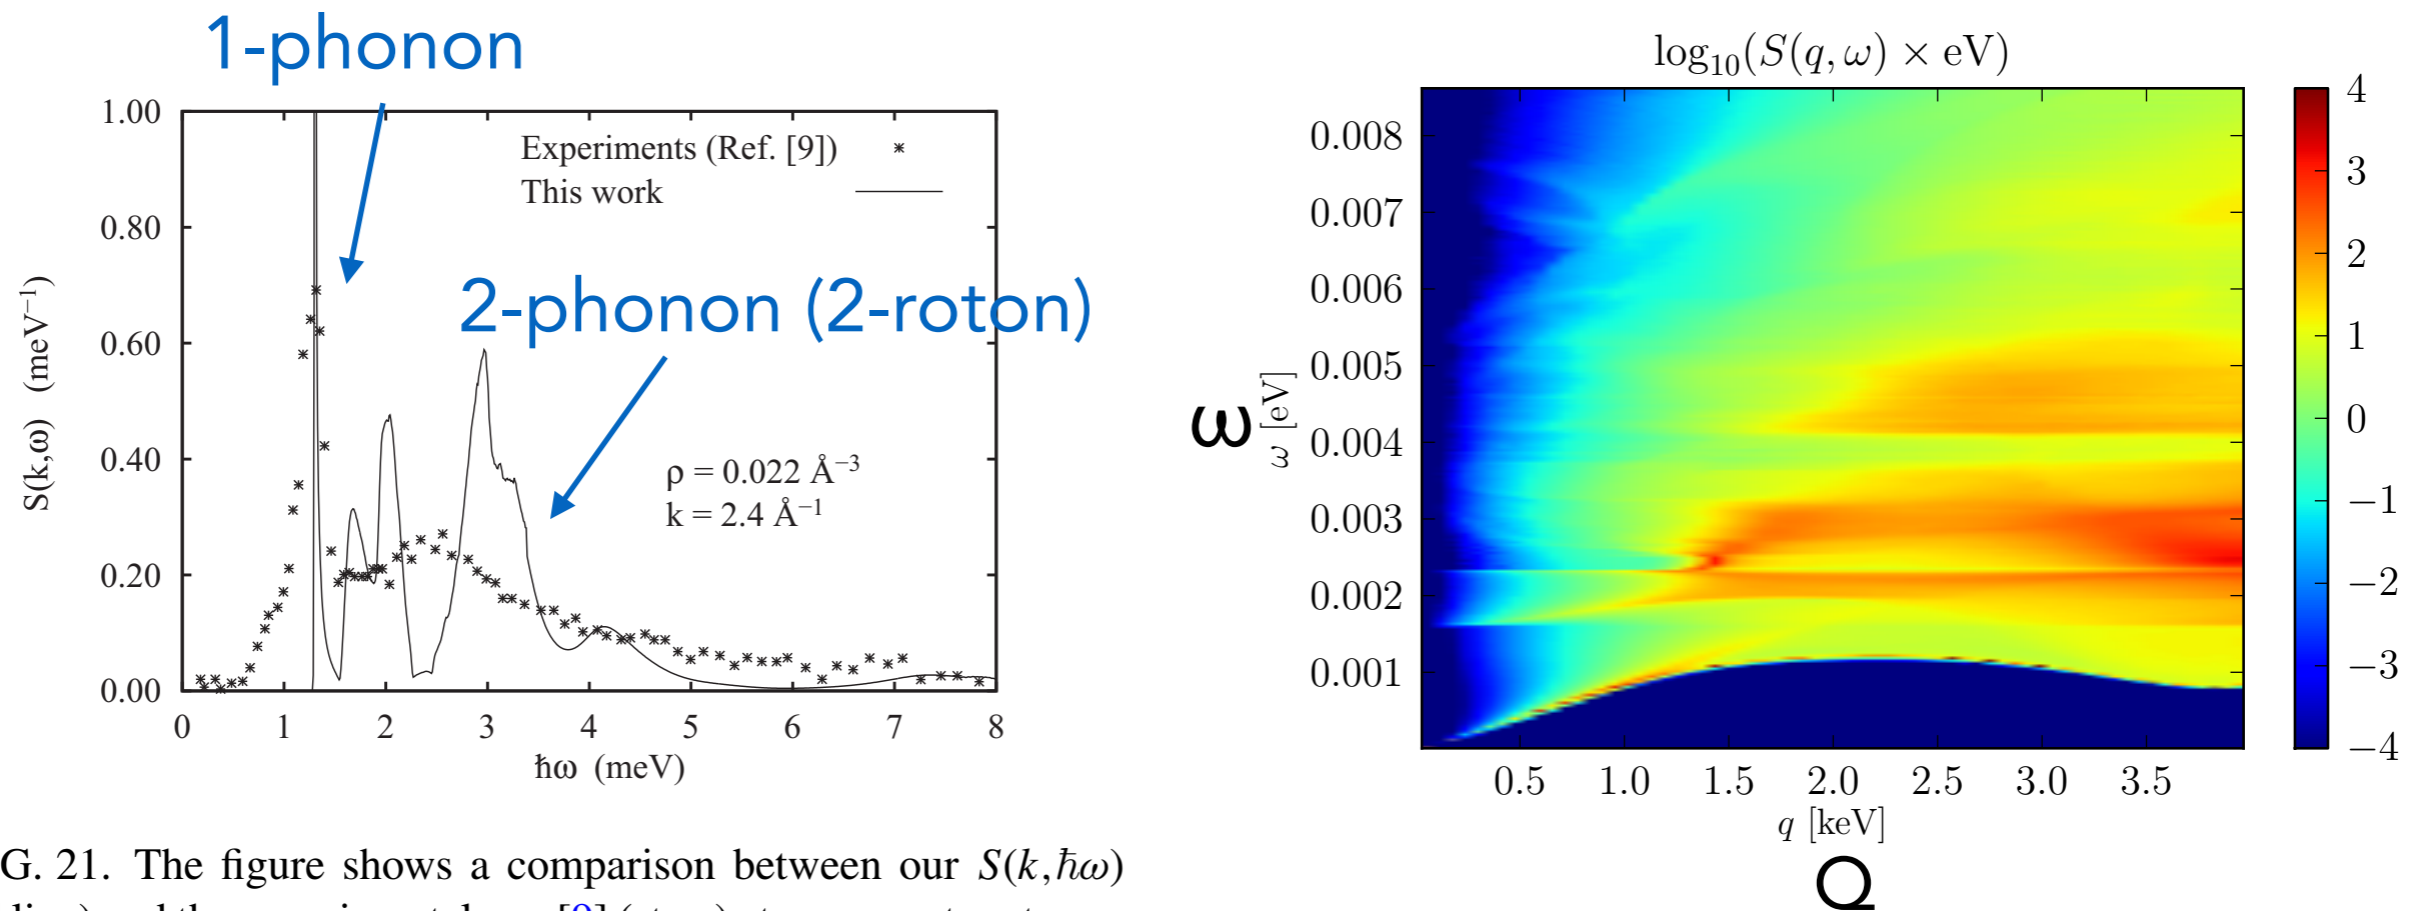 1-phonon
1.00
0.80
0.60
0.40
0.20
0.00
S(k,ω) (meV⁻¹)
Experiments (Ref. [9])
This work
2-phonon (2-roton)
ρ = 0.022 Å⁻³
k = 2.4 Å⁻¹
0 1 2 3 4 5 6 7 8
ħω (meV)
G. 21. The figure shows a comparison between our S(k,ħω)
log₁₀(S(q, ω) × eV)
0.008
0.007
0.006
0.005
0.004
0.003
0.002
0.001
ω
ω [eV]
0.5 1.0 1.5 2.0 2.5 3.0 3.5
q [keV]
Q
4
3
2
1
0
−1
−2
−3
−4